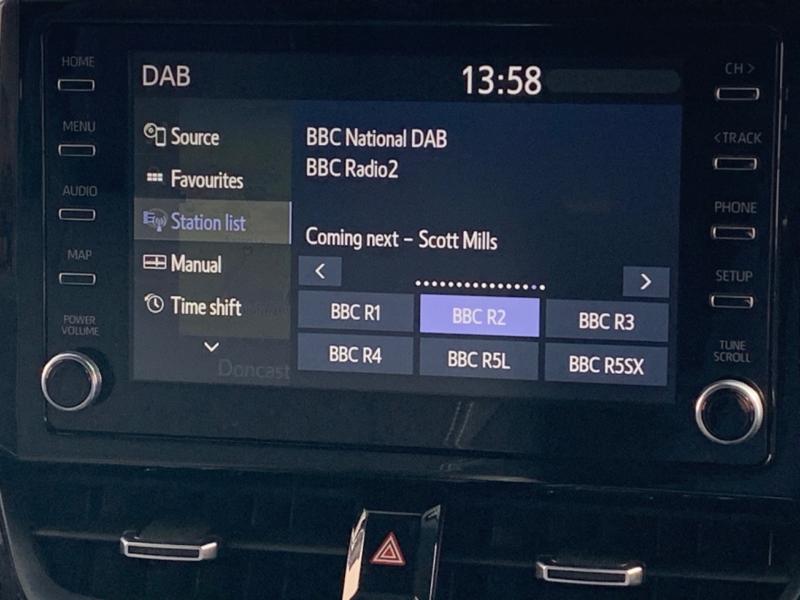 HOME
MENU
AUDIO
MAP
POWER
VOLUME
DAB
13:58
Source
Favourites
Station list
Manual
Time shift
Doncast
BBC National DAB
BBC Radio2
Coming next – Scott Mills
<
>
BBC R1
BBC R2
BBC R3
BBC R4
BBC R5L
BBC R5SX
CH >
< TRACK
PHONE
SETUP
TUNE
SCROLL